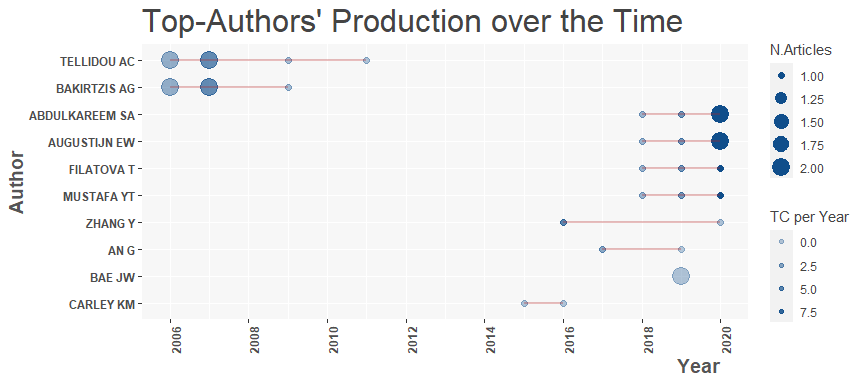 Top-Authors' Production over the Time
N.Articles
1.00
1.25
1.50
1.75
2.00
TC per Year
0.0
2.5
5.0
7.5
Author
TELLIDOU AC
BAKIRTZIS AG
ABDULKAREEM SA
AUGUSTIJN EW
FILATOVA T
MUSTAFA YT
ZHANG Y
AN G
BAE JW
CARLEY KM
2006
2008
2010
2012
2014
2016
2018
2020
Year